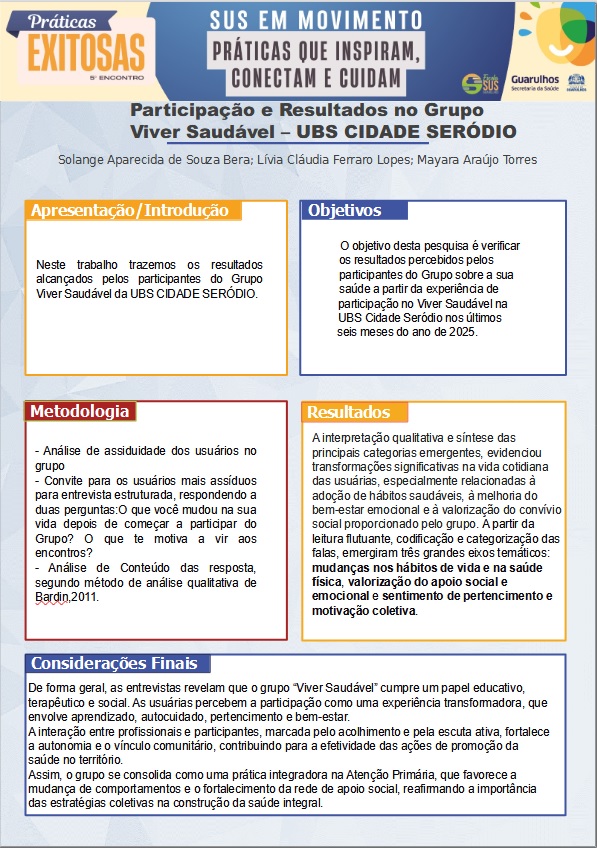 Práticas
EXITOSAS
5º ENCONTRO
SUS EM MOVIMENTO
PRÁTICAS QUE INSPIRAM,
CONECTAM E CUIDAM
Escola
SUS
Guarulhos
Secretaria da Saúde
Participação e Resultados no Grupo
Viver Saudável – UBS CIDADE SERÓDIO
Solange Aparecida de Souza Bera; Lívia Cláudia Ferraro Lopes; Mayara Araújo Torres
Apresentação/Introdução
Neste trabalho trazemos os resultados
alcançados pelos participantes do Grupo
Viver Saudável da UBS CIDADE SERÓDIO.
Objetivos
O objetivo desta pesquisa é verificar
os resultados percebidos pelos
participantes do Grupo sobre a sua
saúde a partir da experiência de
participação no Viver Saudável na
UBS Cidade Seródio nos últimos
seis meses do ano de 2025.
Metodologia
- Análise de assiduidade dos usuários no
grupo
- Convite para os usuários mais assíduos
para entrevista estruturada, respondendo a
duas perguntas:O que você mudou na sua
vida depois de começar a participar do
Grupo? O que te motiva a vir aos
encontros?
- Análise de Conteúdo das resposta,
segundo método de análise qualitativa de
Bardin,2011.
Resultados
A interpretação qualitativa e síntese das
principais categorias emergentes, evidenciou
transformações significativas na vida cotidiana
das usuárias, especialmente relacionadas à
adoção de hábitos saudáveis, à melhoria do
bem-estar emocional e à valorização do convívio
social proporcionado pelo grupo. A partir da
leitura flutuante, codificação e categorização das
falas, emergiram três grandes eixos temáticos:
mudanças nos hábitos de vida e na saúde
física, valorização do apoio social e
emocional e sentimento de pertencimento e
motivação coletiva.
Considerações Finais
De forma geral, as entrevistas revelam que o grupo “Viver Saudável” cumpre um papel educativo,
terapêutico e social. As usuárias percebem a participação como uma experiência transformadora, que
envolve aprendizado, autocuidado, pertencimento e bem-estar.
A interação entre profissionais e participantes, marcada pelo acolhimento e pela escuta ativa, fortalece
a autonomia e o vínculo comunitário, contribuindo para a efetividade das ações de promoção da
saúde no território.
Assim, o grupo se consolida como uma prática integradora na Atenção Primária, que favorece a
mudança de comportamentos e o fortalecimento da rede de apoio social, reafirmando a importância
das estratégias coletivas na construção da saúde integral.